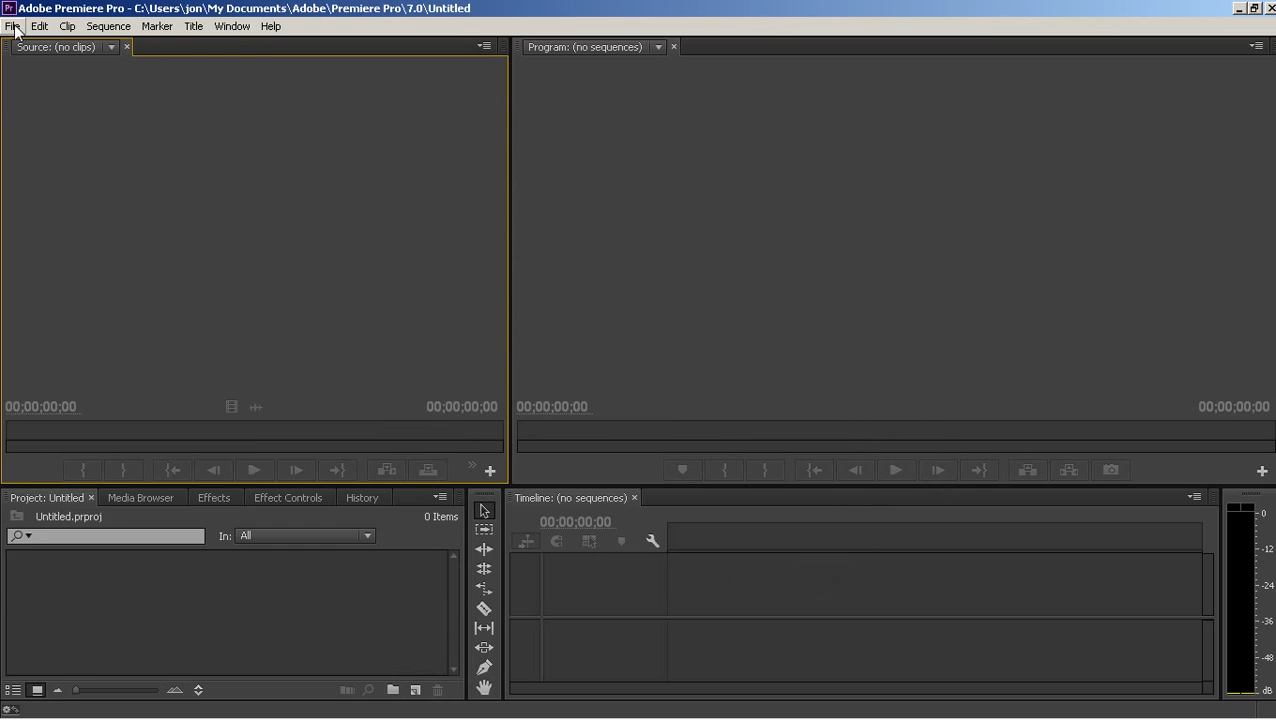 Pr Adobe Premiere Pro - C:\Users\jon\My Documents\Adobe\Premiere Pro\7.0\Untitled
File Edit Clip Sequence Marker Title Window Help
Source: (no clips)
Program: (no sequences)
00;00;00;00 00;00;00;00
00;00;00;00 00;00;00;00
Project: Untitled Media Browser Effects Effect Controls History
Untitled.prproj 0 Items
In: All
Timeline: (no sequences)
00;00;00;00
0
-12
-24
-36
-48
dB